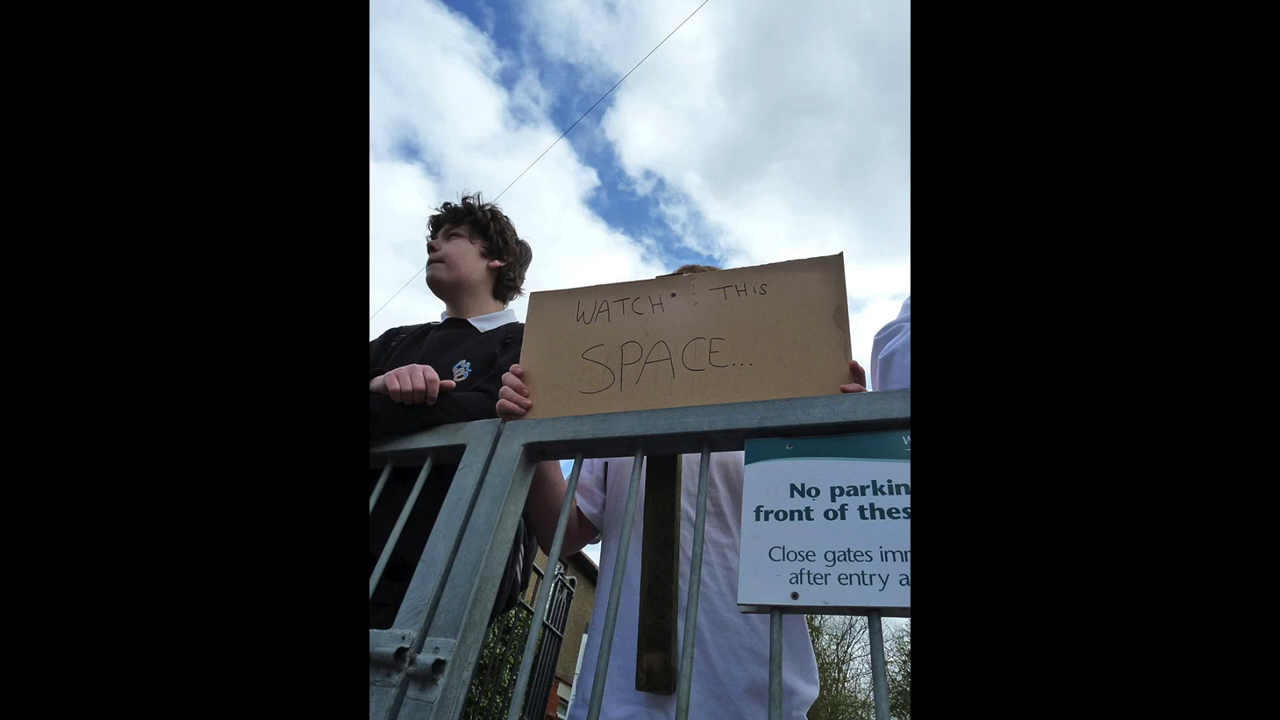 WATCH THIS
SPACE...
No parkin
front of thes
Close gates imm
after entry a